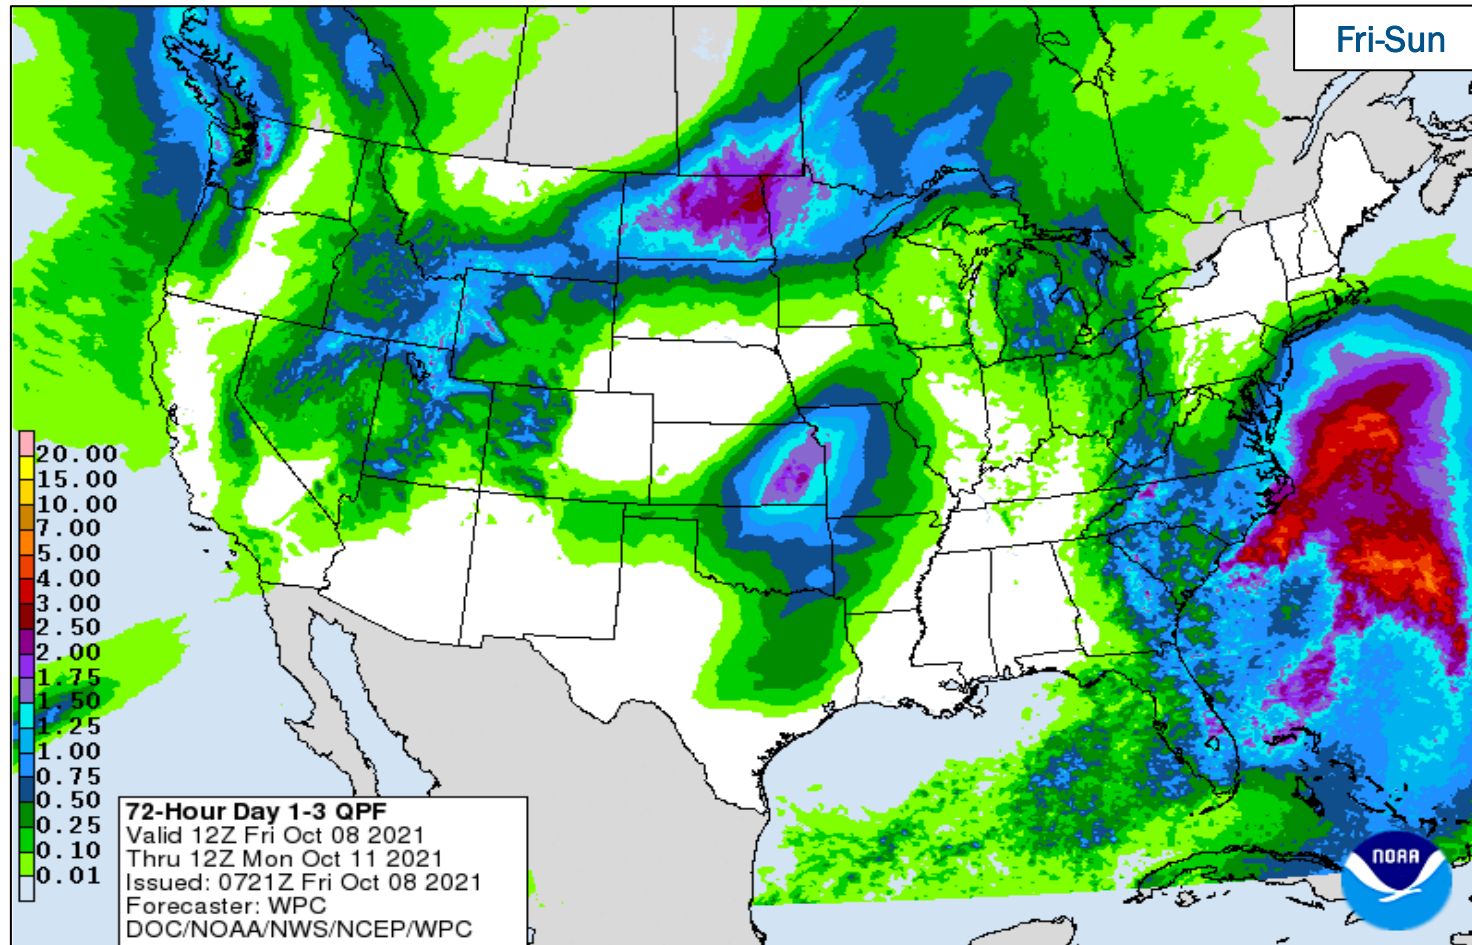 Fri-Sun
20.00
15.00
10.00
7.00
5.00
4.00
3.00
2.50
2.00
1.75
1.50
1.25
1.00
0.75
0.50
0.25
0.10
0.01
72-Hour Day 1-3 QPF
Valid 12Z Fri Oct 08 2021
Thru 12Z Mon Oct 11 2021
Issued: 0721Z Fri Oct 08 2021
Forecaster: WPC
DOC/NOAA/NWS/NCEP/WPC
NOAA